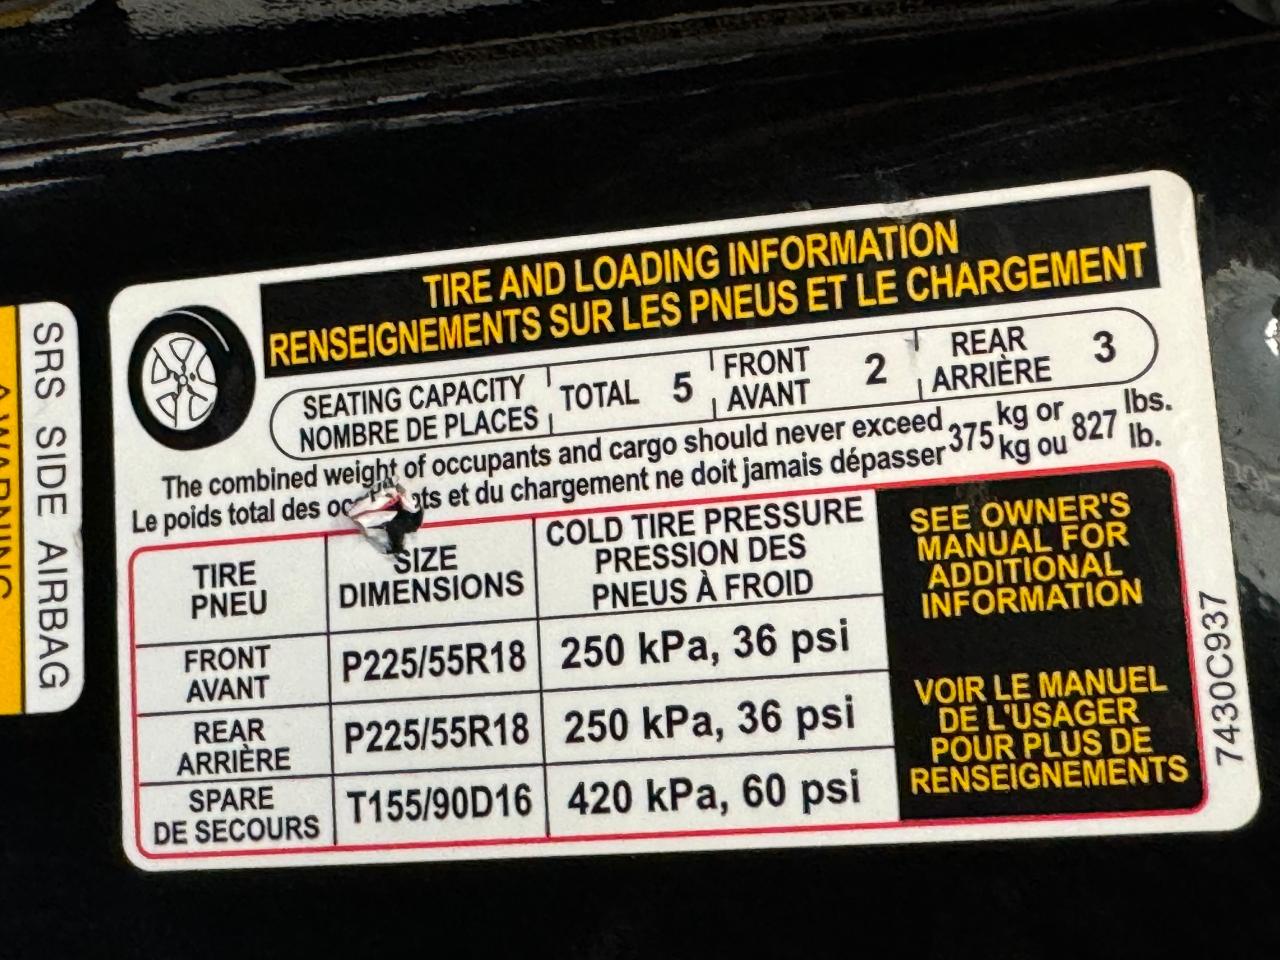 SRS SIDE AIRBAG
WARNING
TIRE AND LOADING INFORMATION
RENSEIGNEMENTS SUR LES PNEUS ET LE CHARGEMENT
SEATING CAPACITY
NOMBRE DE PLACES
TOTAL 5
FRONT
AVANT
2
REAR
ARRIÈRE
3
The combined weight of occupants and cargo should never exceed 375 kg or 827 lbs.
Le poids total des et du chargement ne doit jamais dépasser kg ou lb.
TIRE
PNEU
SIZE
DIMENSIONS
COLD TIRE PRESSURE
PRESSION DES
PNEUS À FROID
FRONT
AVANT
P225/55R18
250 kPa, 36 psi
REAR
ARRIÈRE
P225/55R18
250 kPa, 36 psi
SPARE
DE SECOURS
T155/90D16
420 kPa, 60 psi
SEE OWNER'S
MANUAL FOR
ADDITIONAL
INFORMATION
VOIR LE MANUEL
DE L'USAGER
POUR PLUS DE
RENSEIGNEMENTS
7430C937